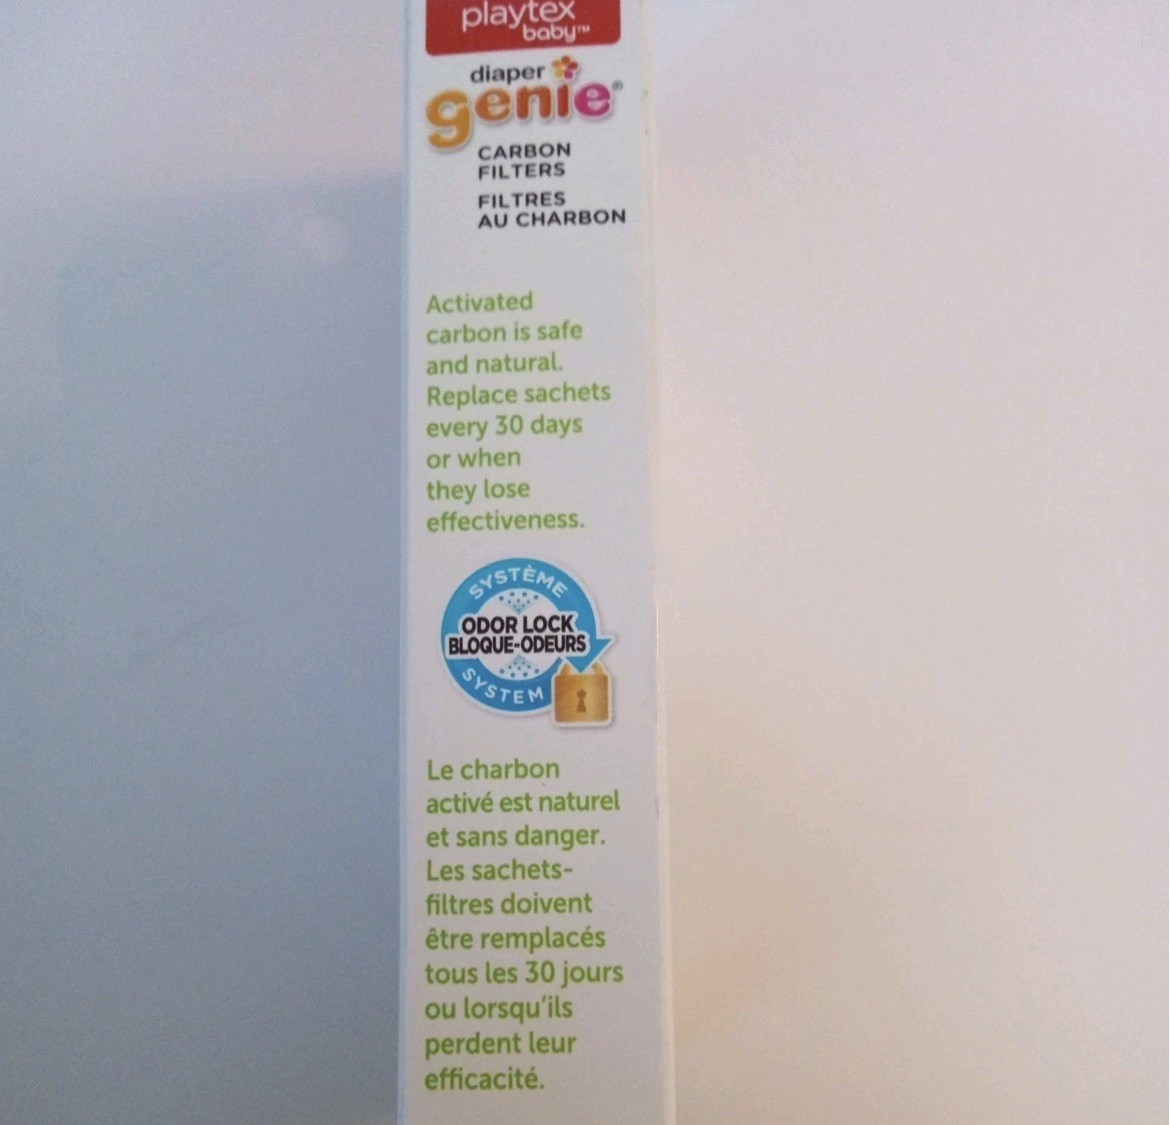 playtex
baby™
diaper
genie®
CARBON
FILTERS
FILTRES
AU CHARBON
Activated
carbon is safe
and natural.
Replace sachets
every 30 days
or when
they lose
effectiveness.
SYSTÈME
ODOR LOCK
BLOQUE-ODEURS
SYSTEM
Le charbon
activé est naturel
et sans danger.
Les sachets-
filtres doivent
être remplacés
tous les 30 jours
ou lorsqu'ils
perdent leur
efficacité.